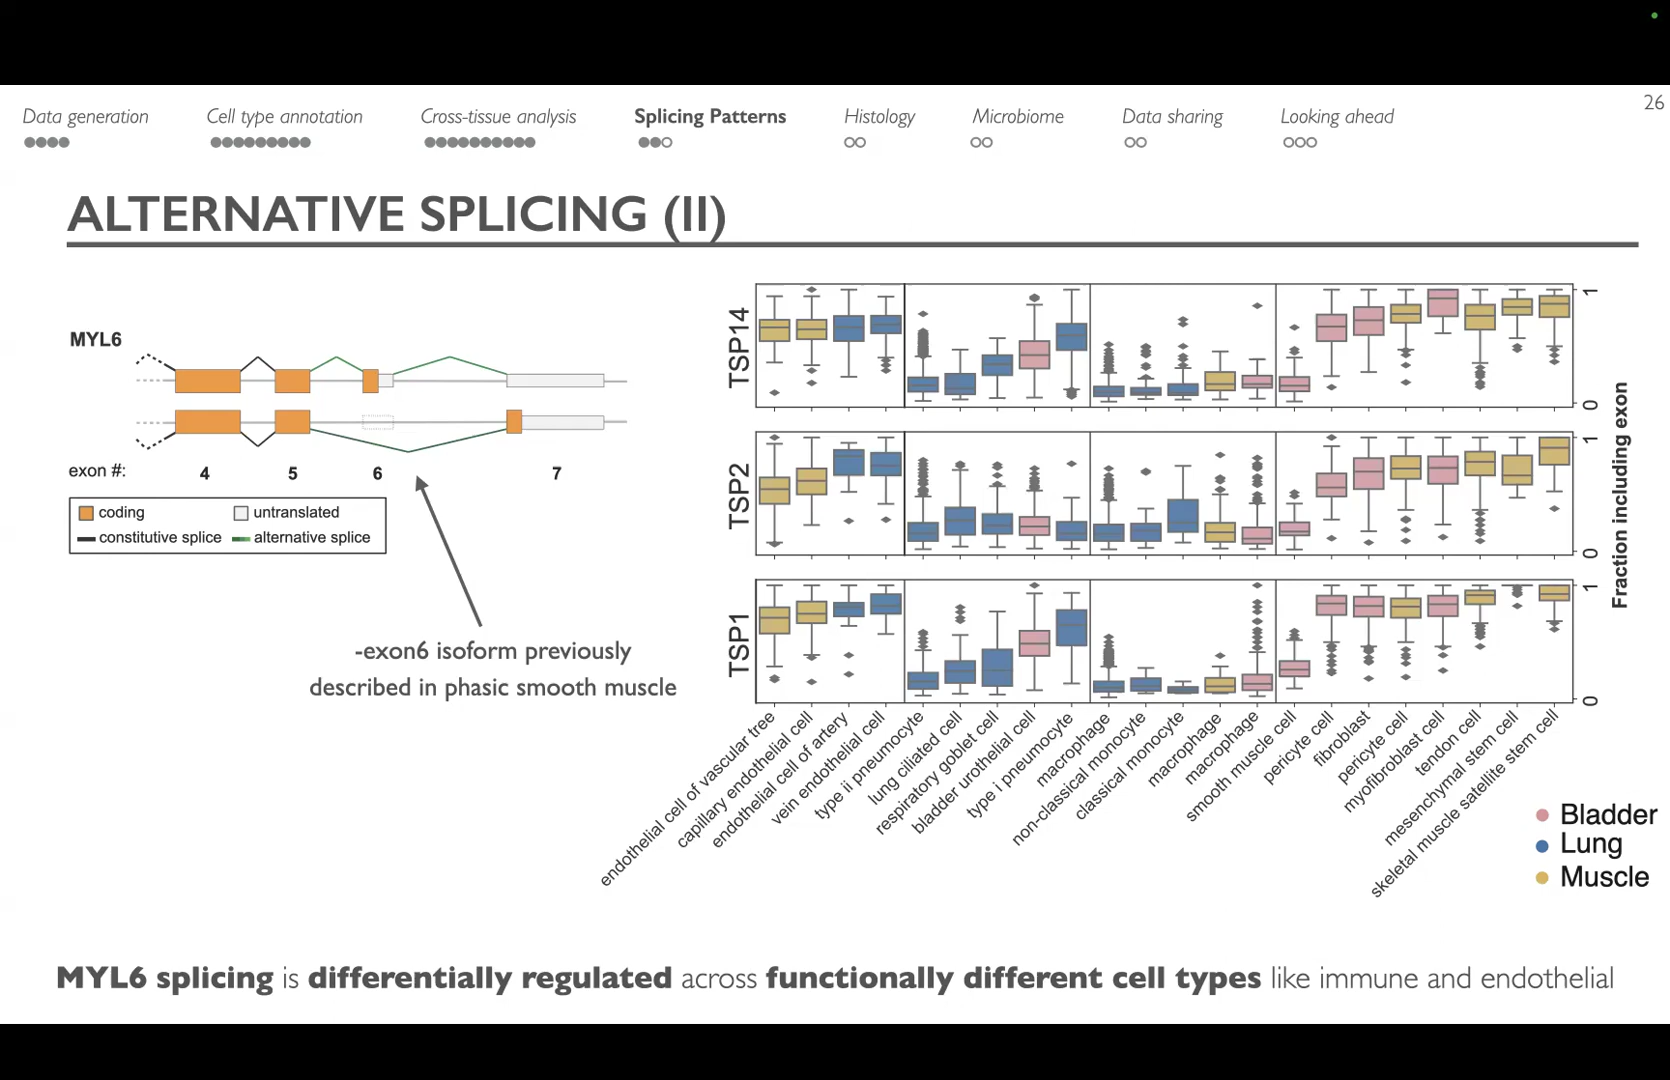 26
Data generation
Cell type annotation
Cross-tissue analysis
Splicing Patterns
Histology
Microbiome
Data sharing
Looking ahead
ALTERNATIVE SPLICING (II)
MYL6
exon #: 4 5 6 7
coding
untranslated
constitutive splice
alternative splice
-exon6 isoform previously
described in phasic smooth muscle
TSP14
1
0
TSP2
1
0
TSP1
1
0
Fraction including exon
endothelial cell of vascular tree
capillary endothelial cell
endothelial cell of artery
vein endothelial cell
type ii pneumocyte
lung ciliated cell
respiratory goblet cell
bladder urothelial cell
type i pneumocyte
macrophage
non-classical monocyte
classical monocyte
macrophage
macrophage
smooth muscle cell
pericyte cell
fibroblast
pericyte cell
myofibroblast cell
tendon cell
mesenchymal stem cell
skeletal muscle satellite stem cell
Bladder
Lung
Muscle
MYL6 splicing is differentially regulated across functionally different cell types like immune and endothelial